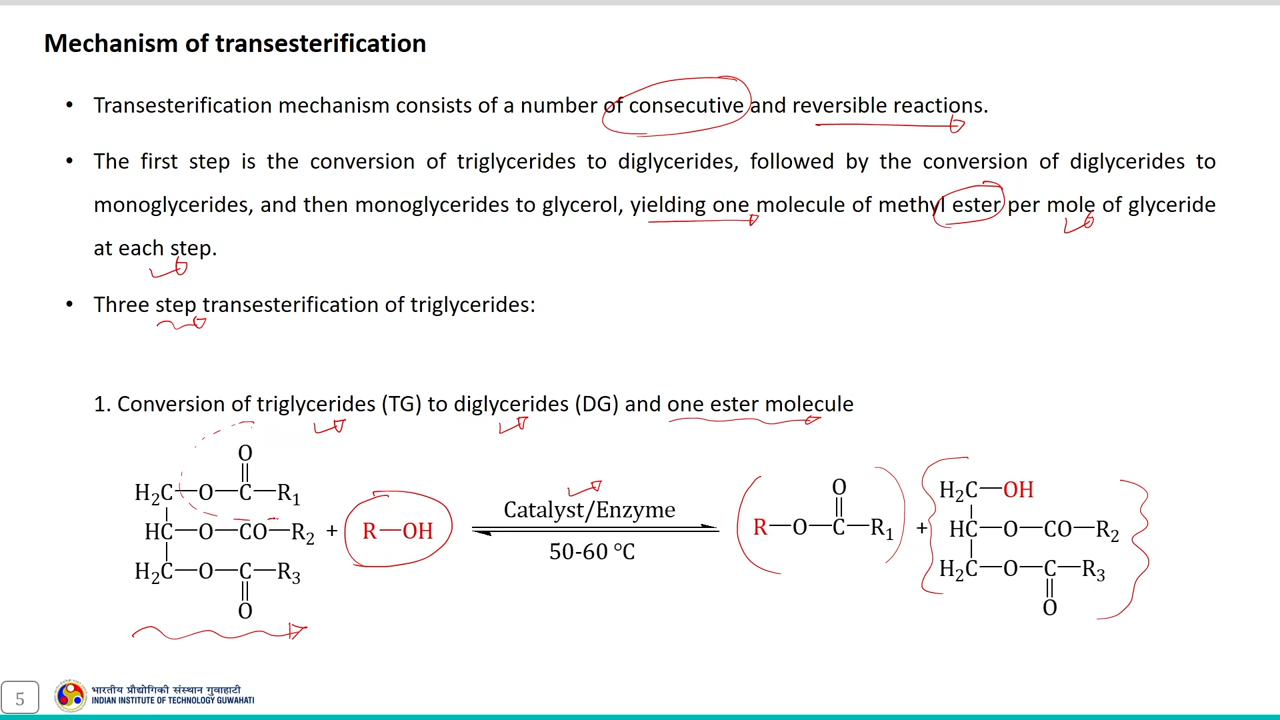 Mechanism of transesterification
• Transesterification mechanism consists of a number of consecutive and reversible reactions.
• The first step is the conversion of triglycerides to diglycerides, followed by the conversion of diglycerides to
monoglycerides, and then monoglycerides to glycerol, yielding one molecule of methyl ester per mole of glyceride
at each step.
• Three step transesterification of triglycerides:
1. Conversion of triglycerides (TG) to diglycerides (DG) and one ester molecule
O
H₂C—O—C—R₁
HC—O—CO—R₂ + R—OH
H₂C—O—C—R₃
O
Catalyst/Enzyme
50-60 °C
O
R—O—C—R₁ +
H₂C—OH
HC—O—CO—R₂
H₂C—O—C—R₃
O
5
भारतीय प्रौद्योगिकी संस्थान गुवाहाटी
INDIAN INSTITUTE OF TECHNOLOGY GUWAHATI